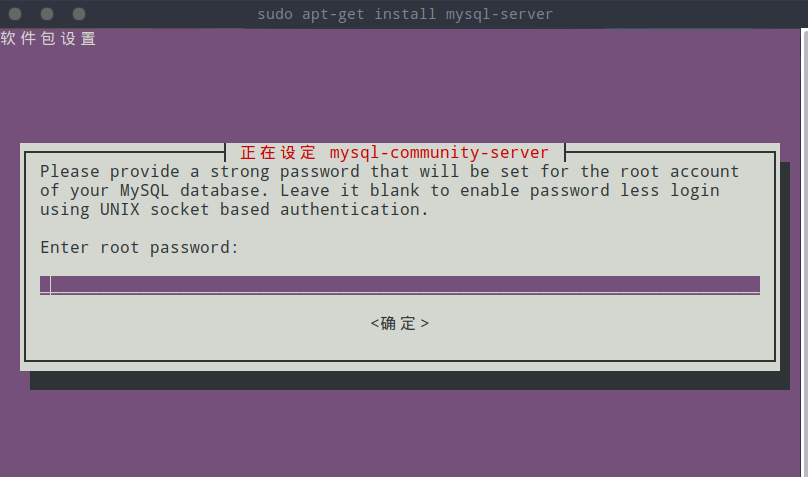 sudo apt-get install mysql-server
软件包设置
正在设定 mysql-community-server
Please provide a strong password that will be set for the root account
of your MySQL database. Leave it blank to enable password less login
using UNIX socket based authentication.
Enter root password:
<确定>